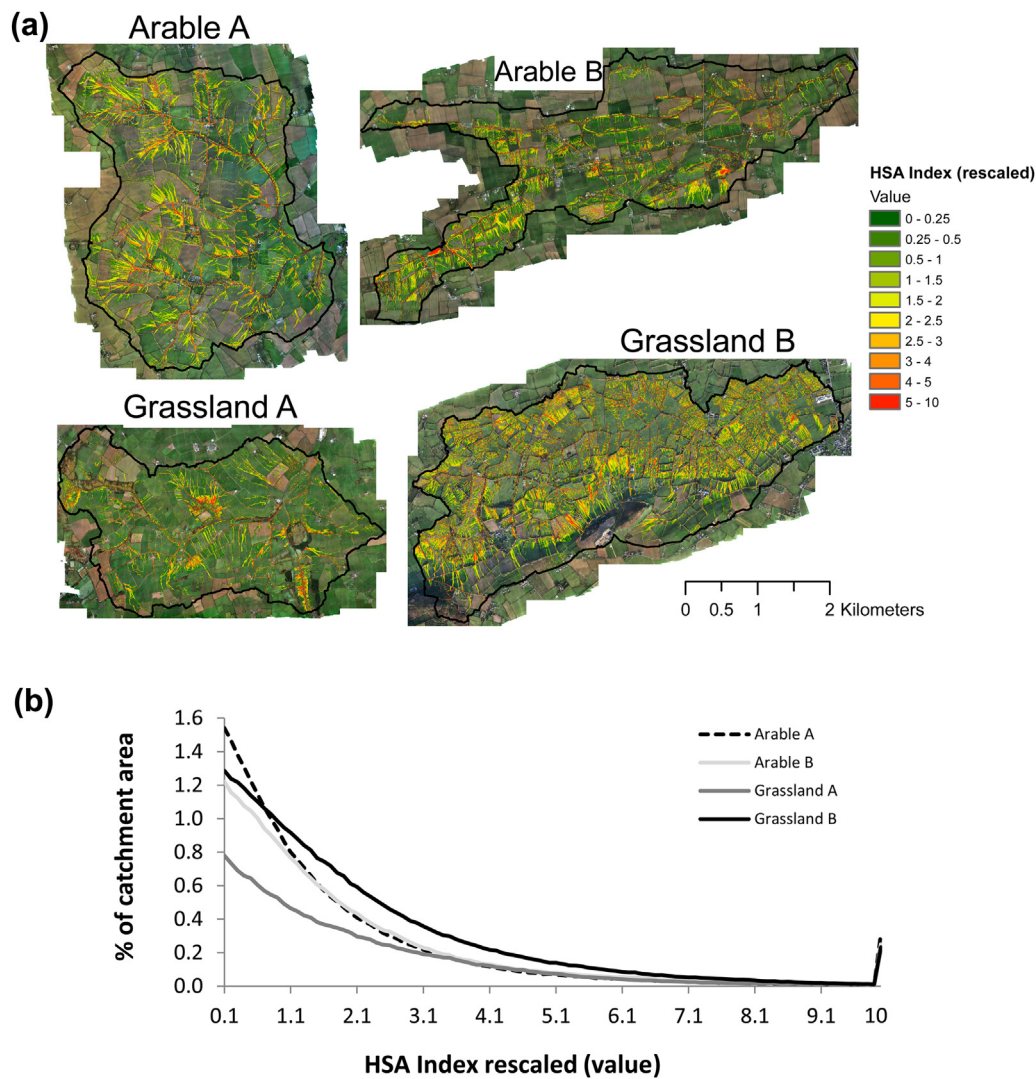 (a)
Arable A
Arable B
HSA Index (rescaled)
Value
0 - 0.25
0.25 - 0.5
0.5 - 1
1 - 1.5
1.5 - 2
2 - 2.5
2.5 - 3
3 - 4
4 - 5
5 - 10
Grassland A
Grassland B
0 0.5 1 2 Kilometers
(b)
% of catchment area
1.6
1.4
1.2
1.0
0.8
0.6
0.4
0.2
0.0
Arable A
Arable B
Grassland A
Grassland B
0.1 1.1 2.1 3.1 4.1 5.1 6.1 7.1 8.1 9.1 10
HSA Index rescaled (value)